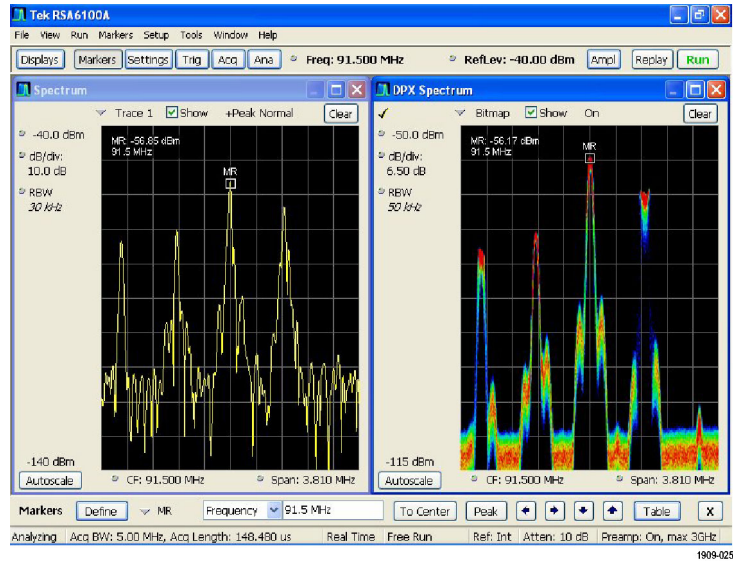 Tek RSA6100A
File View Run Markers Setup Tools Window Help
Displays Markers Settings Trig Acq Ana Freq: 91.500 MHz RefLev: -40.00 dBm Ampl Replay Run
Spectrum
Trace 1 Show +Peak Normal Clear
-40.0 dBm
dB/div:
10.0 dB
RBW
30 kHz
MR: -56.85 dBm
91.5 MHz
MR
-140 dBm
Autoscale CF: 91.500 MHz Span: 3.810 MHz
DPX Spectrum
Bitmap Show On Clear
-50.0 dBm
dB/div:
6.50 dB
RBW
50 kHz
MR: -56.17 dBm
91.5 MHz
MR
-115 dBm
Autoscale CF: 91.500 MHz Span: 3.810 MHz
Markers Define MR Frequency 91.5 MHz To Center Peak Table X
Analyzing Acq BW: 5.00 MHz, Acq Length: 148.480 us Real Time Free Run Ref: Int Atten: 10 dB Preamp: On, max 3GHz
1909-025